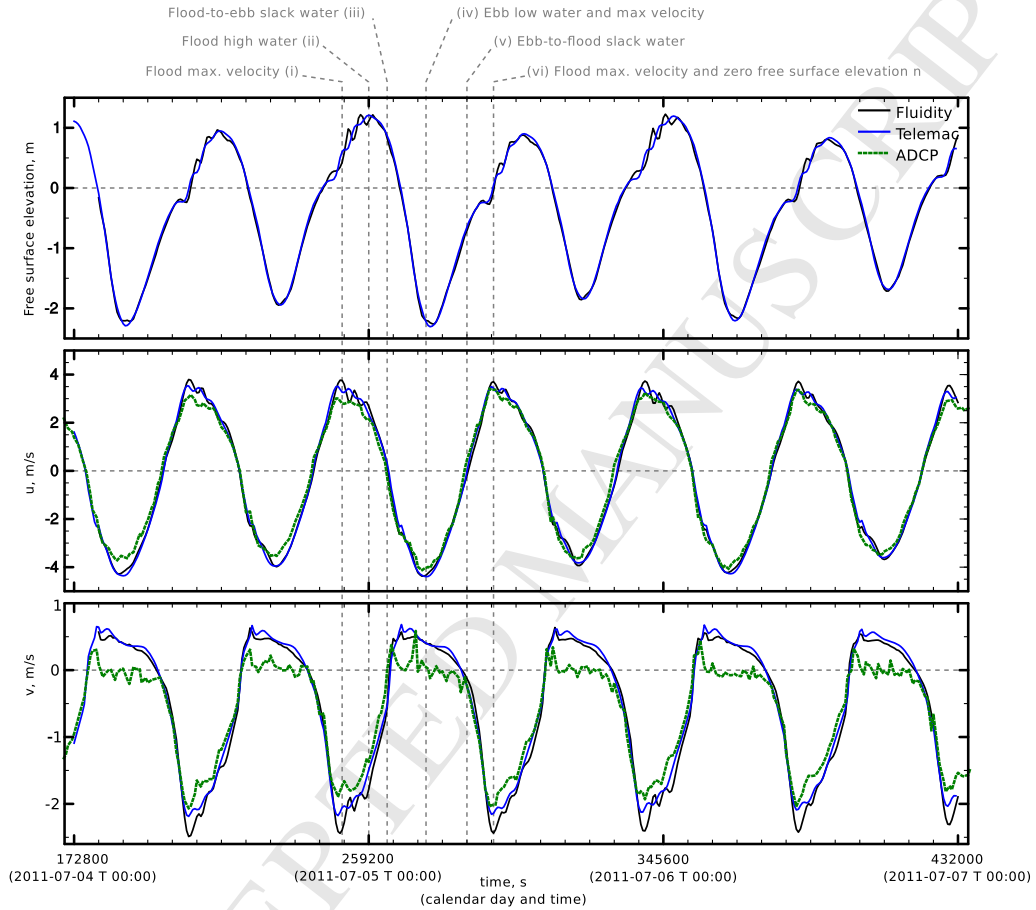 Flood-to-ebb slack water (iii)
(iv) Ebb low water and max velocity
Flood high water (ii)
(v) Ebb-to-flood slack water
Flood max. velocity (i)
(vi) Flood max. velocity and zero free surface elevation n
Free surface elevation, m
1
0
-1
-2
Fluidity
Telemac
ADCP
u, m/s
4
2
0
-2
-4
v, m/s
1
0
-1
-2
172800
259200
345600
432000
(2011-07-04 T 00:00)
(2011-07-05 T 00:00)
(2011-07-06 T 00:00)
(2011-07-07 T 00:00)
time, s
(calendar day and time)
EPTED MANUSCRIP